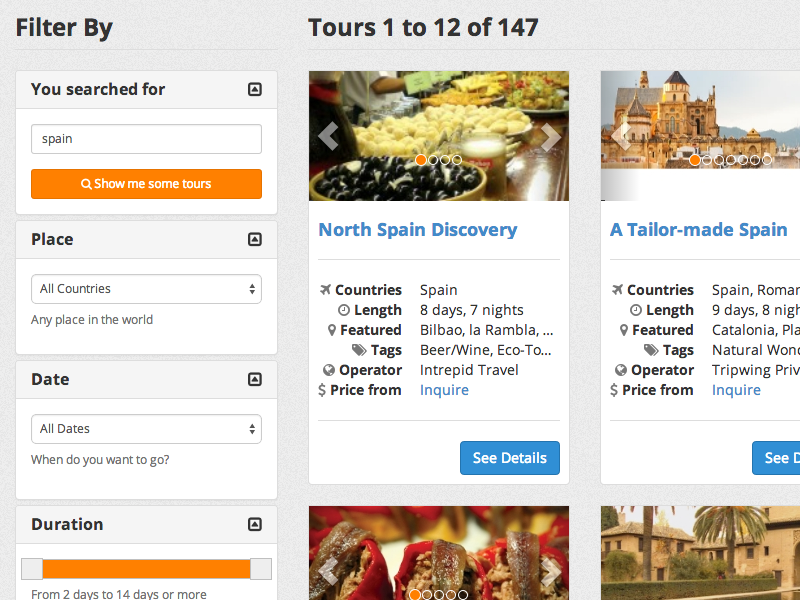 Filter By
Tours 1 to 12 of 147
You searched for
spain
Show me some tours
Place
All Countries
Any place in the world
Date
All Dates
When do you want to go?
Duration
From 2 days to 14 days or more
North Spain Discovery
Countries Spain
Length 8 days, 7 nights
Featured Bilbao, la Rambla, ...
Tags Beer/Wine, Eco-To...
Operator Intrepid Travel
$ Price from Inquire
See Details
A Tailor-made Spain
Countries Spain, Roman
Length 9 days, 8 nigh
Featured Catalonia, Pla
Tags Natural Wond
Operator Tripwing Priv
$ Price from Inquire
See D